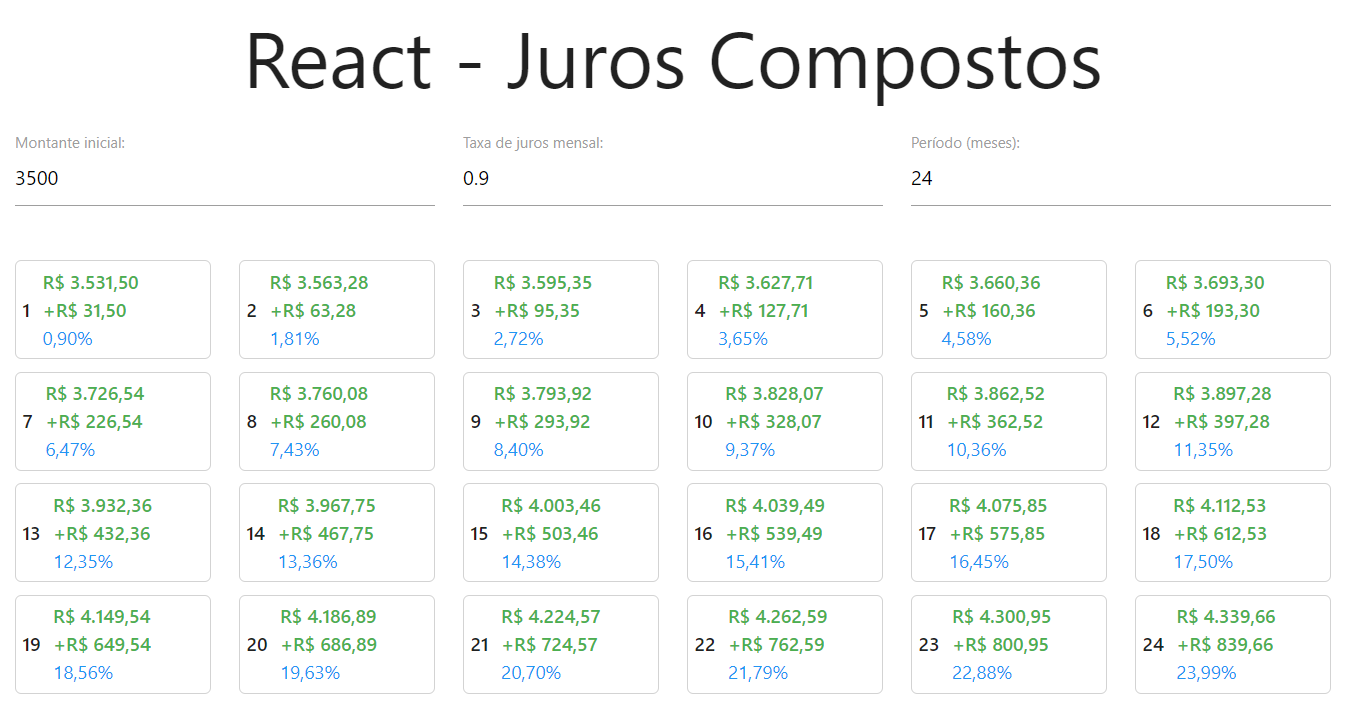 React - Juros Compostos
Montante inicial:
3500
Taxa de juros mensal:
0.9
Período (meses):
24
1
R$ 3.531,50
+R$ 31,50
0,90%
2
R$ 3.563,28
+R$ 63,28
1,81%
3
R$ 3.595,35
+R$ 95,35
2,72%
4
R$ 3.627,71
+R$ 127,71
3,65%
5
R$ 3.660,36
+R$ 160,36
4,58%
6
R$ 3.693,30
+R$ 193,30
5,52%
7
R$ 3.726,54
+R$ 226,54
6,47%
8
R$ 3.760,08
+R$ 260,08
7,43%
9
R$ 3.793,92
+R$ 293,92
8,40%
10
R$ 3.828,07
+R$ 328,07
9,37%
11
R$ 3.862,52
+R$ 362,52
10,36%
12
R$ 3.897,28
+R$ 397,28
11,35%
13
R$ 3.932,36
+R$ 432,36
12,35%
14
R$ 3.967,75
+R$ 467,75
13,36%
15
R$ 4.003,46
+R$ 503,46
14,38%
16
R$ 4.039,49
+R$ 539,49
15,41%
17
R$ 4.075,85
+R$ 575,85
16,45%
18
R$ 4.112,53
+R$ 612,53
17,50%
19
R$ 4.149,54
+R$ 649,54
18,56%
20
R$ 4.186,89
+R$ 686,89
19,63%
21
R$ 4.224,57
+R$ 724,57
20,70%
22
R$ 4.262,59
+R$ 762,59
21,79%
23
R$ 4.300,95
+R$ 800,95
22,88%
24
R$ 4.339,66
+R$ 839,66
23,99%